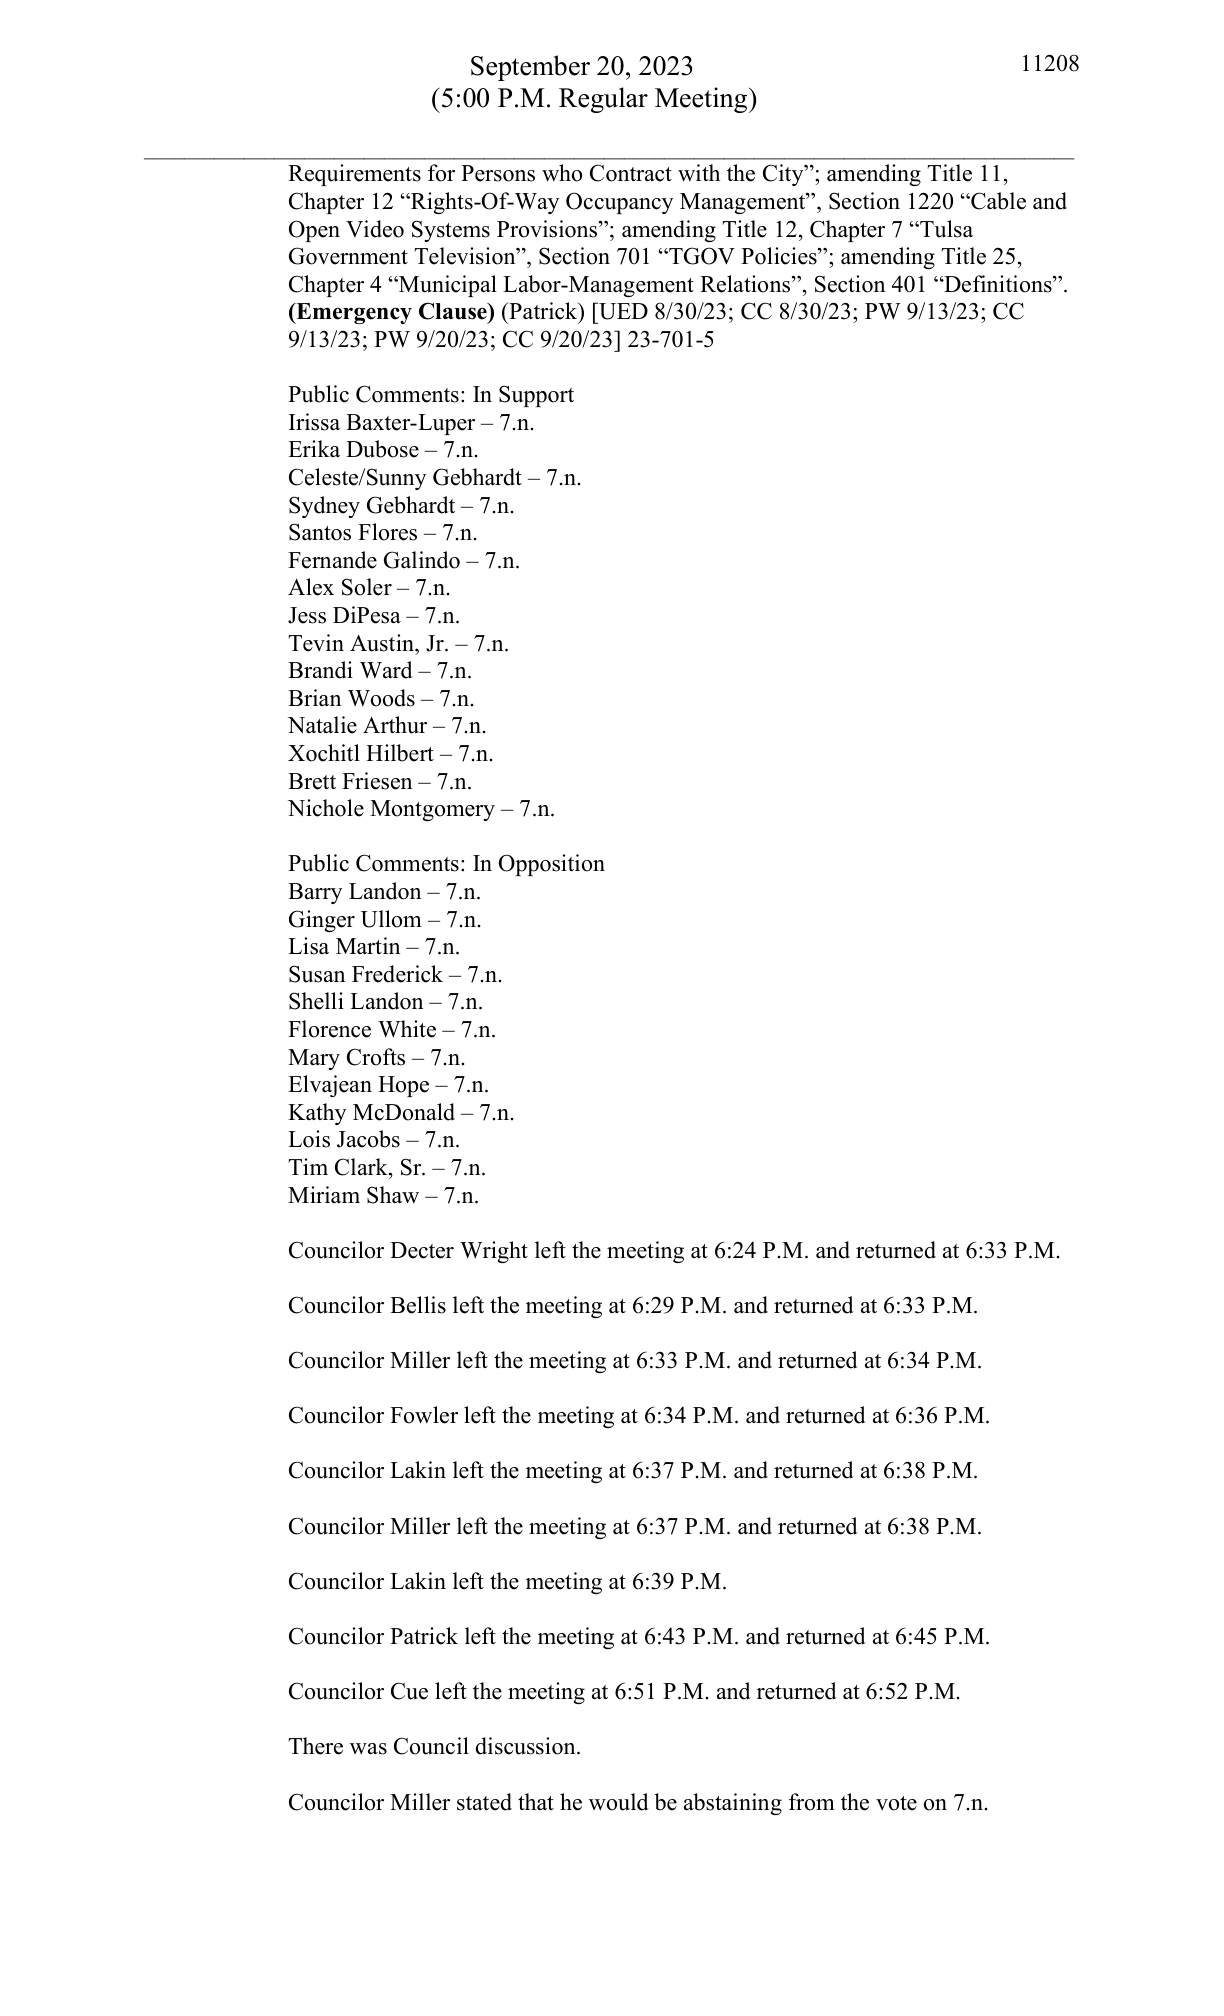 September 20, 2023
11208
(5:00 P.M. Regular Meeting)
Requirements for Persons who Contract with the City”; amending Title 11,
Chapter 12 “Rights-Of-Way Occupancy Management”, Section 1220 “Cable and
Open Video Systems Provisions”; amending Title 12, Chapter 7 “Tulsa
Government Television”, Section 701 “TGOV Policies”; amending Title 25,
Chapter 4 “Municipal Labor-Management Relations”, Section 401 “Definitions”.
(Emergency Clause) (Patrick) [UED 8/30/23; CC 8/30/23; PW 9/13/23; CC
9/13/23; PW 9/20/23; CC 9/20/23] 23-701-5
Public Comments: In Support
Irissa Baxter-Luper – 7.n.
Erika Dubose – 7.n.
Celeste/Sunny Gebhardt – 7.n.
Sydney Gebhardt – 7.n.
Santos Flores – 7.n.
Fernande Galindo – 7.n.
Alex Soler – 7.n.
Jess DiPesa – 7.n.
Tevin Austin, Jr. – 7.n.
Brandi Ward – 7.n.
Brian Woods – 7.n.
Natalie Arthur – 7.n.
Xochitl Hilbert – 7.n.
Brett Friesen – 7.n.
Nichole Montgomery – 7.n.
Public Comments: In Opposition
Barry Landon – 7.n.
Ginger Ullom – 7.n.
Lisa Martin – 7.n.
Susan Frederick – 7.n.
Shelli Landon – 7.n.
Florence White – 7.n.
Mary Crofts – 7.n.
Elvajean Hope – 7.n.
Kathy McDonald – 7.n.
Lois Jacobs – 7.n.
Tim Clark, Sr. – 7.n.
Miriam Shaw – 7.n.
Councilor Decter Wright left the meeting at 6:24 P.M. and returned at 6:33 P.M.
Councilor Bellis left the meeting at 6:29 P.M. and returned at 6:33 P.M.
Councilor Miller left the meeting at 6:33 P.M. and returned at 6:34 P.M.
Councilor Fowler left the meeting at 6:34 P.M. and returned at 6:36 P.M.
Councilor Lakin left the meeting at 6:37 P.M. and returned at 6:38 P.M.
Councilor Miller left the meeting at 6:37 P.M. and returned at 6:38 P.M.
Councilor Lakin left the meeting at 6:39 P.M.
Councilor Patrick left the meeting at 6:43 P.M. and returned at 6:45 P.M.
Councilor Cue left the meeting at 6:51 P.M. and returned at 6:52 P.M.
There was Council discussion.
Councilor Miller stated that he would be abstaining from the vote on 7.n.